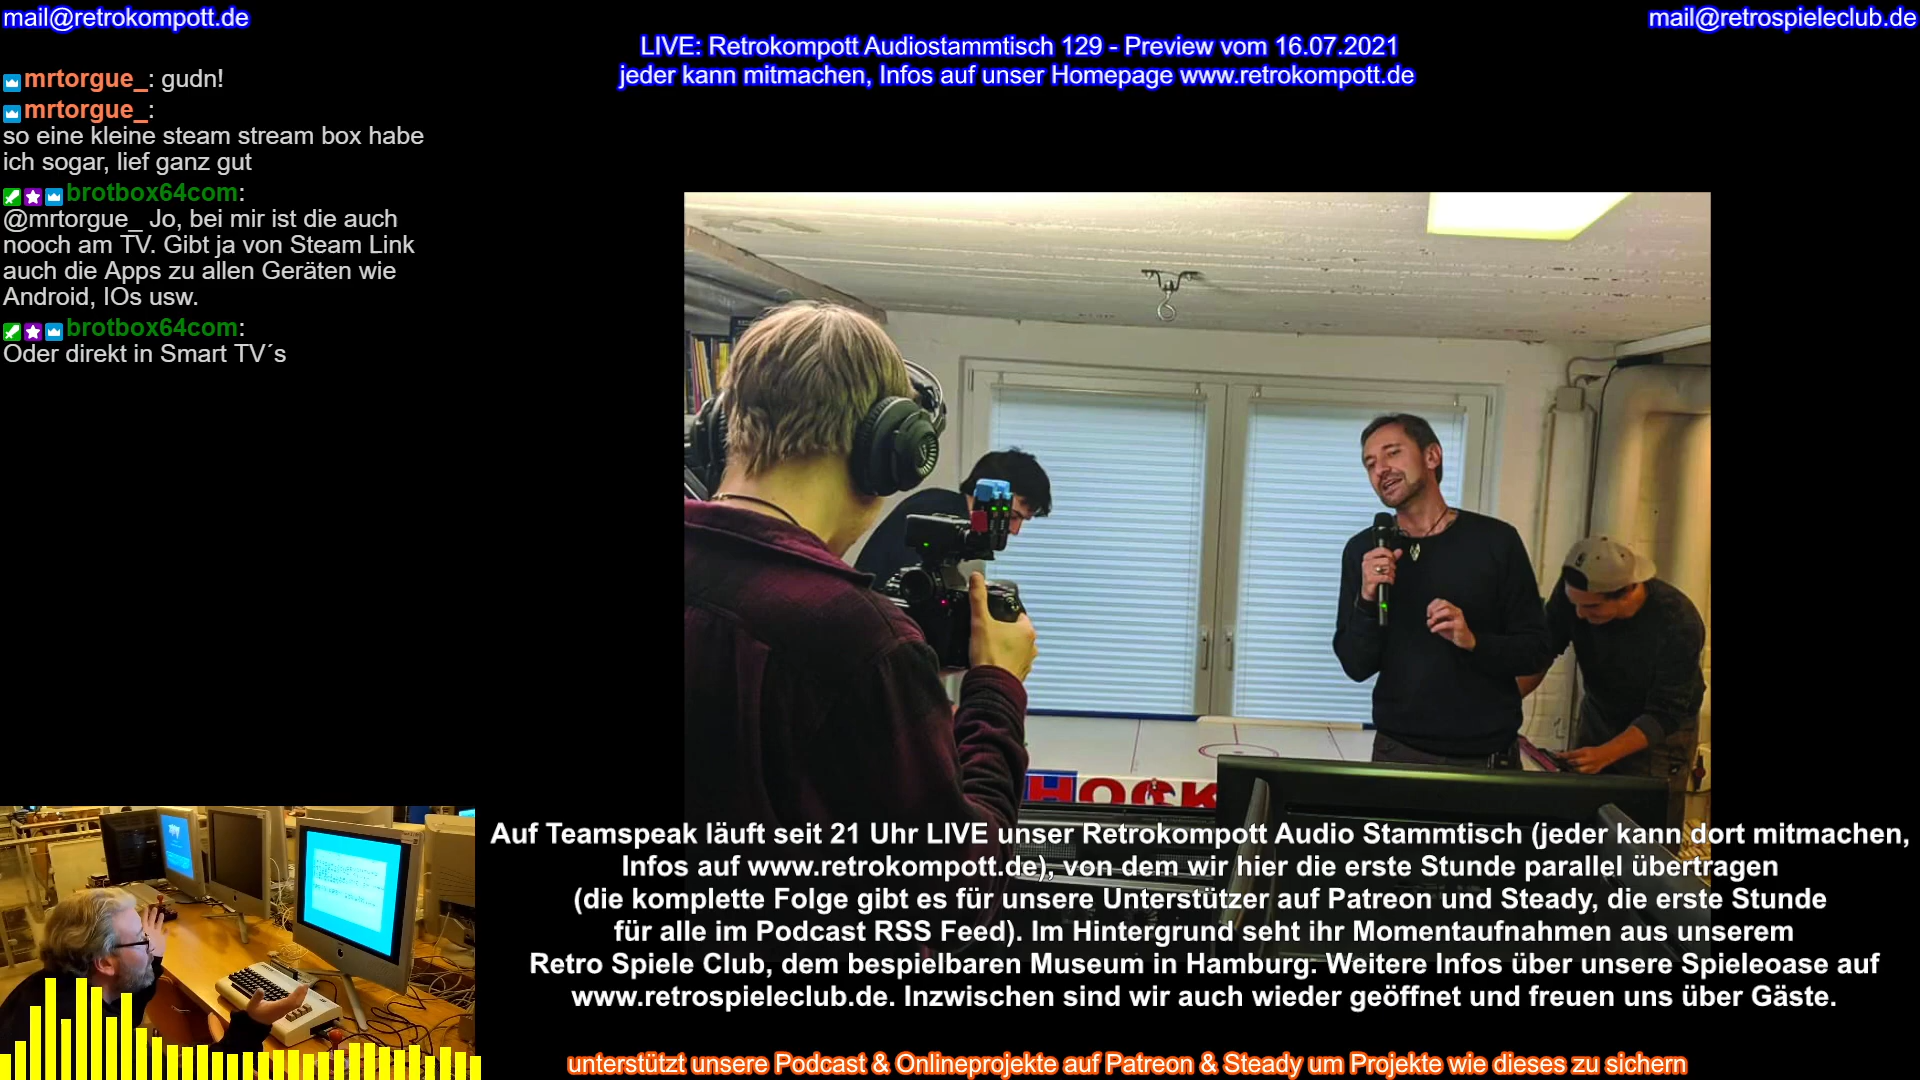 mail@retrokompott.de
mail@retrospieleclub.de
LIVE: Retrokompott Audiostammtisch 129 - Preview vom 16.07.2021
jeder kann mitmachen, Infos auf unser Homepage www.retrokompott.de
mrtorgue_: gudn!
mrtorgue_:
so eine kleine steam stream box habe
ich sogar, lief ganz gut
brotbox64com:
@mrtorgue_ Jo, bei mir ist die auch
nooch am TV. Gibt ja von Steam Link
auch die Apps zu allen Geräten wie
Android, IOs usw.
brotbox64com:
Oder direkt in Smart TV´s
HOCK
Auf Teamspeak läuft seit 21 Uhr LIVE unser Retrokompott Audio Stammtisch (jeder kann dort mitmachen,
Infos auf www.retrokompott.de), von dem wir hier die erste Stunde parallel übertragen
(die komplette Folge gibt es für unsere Unterstützer auf Patreon und Steady, die erste Stunde
für alle im Podcast RSS Feed). Im Hintergrund seht ihr Momentaufnahmen aus unserem
Retro Spiele Club, dem bespielbaren Museum in Hamburg. Weitere Infos über unsere Spieleoase auf
www.retrospieleclub.de. Inzwischen sind wir auch wieder geöffnet und freuen uns über Gäste.
unterstützt unsere Podcast & Onlineprojekte auf Patreon & Steady um Projekte wie dieses zu sichern